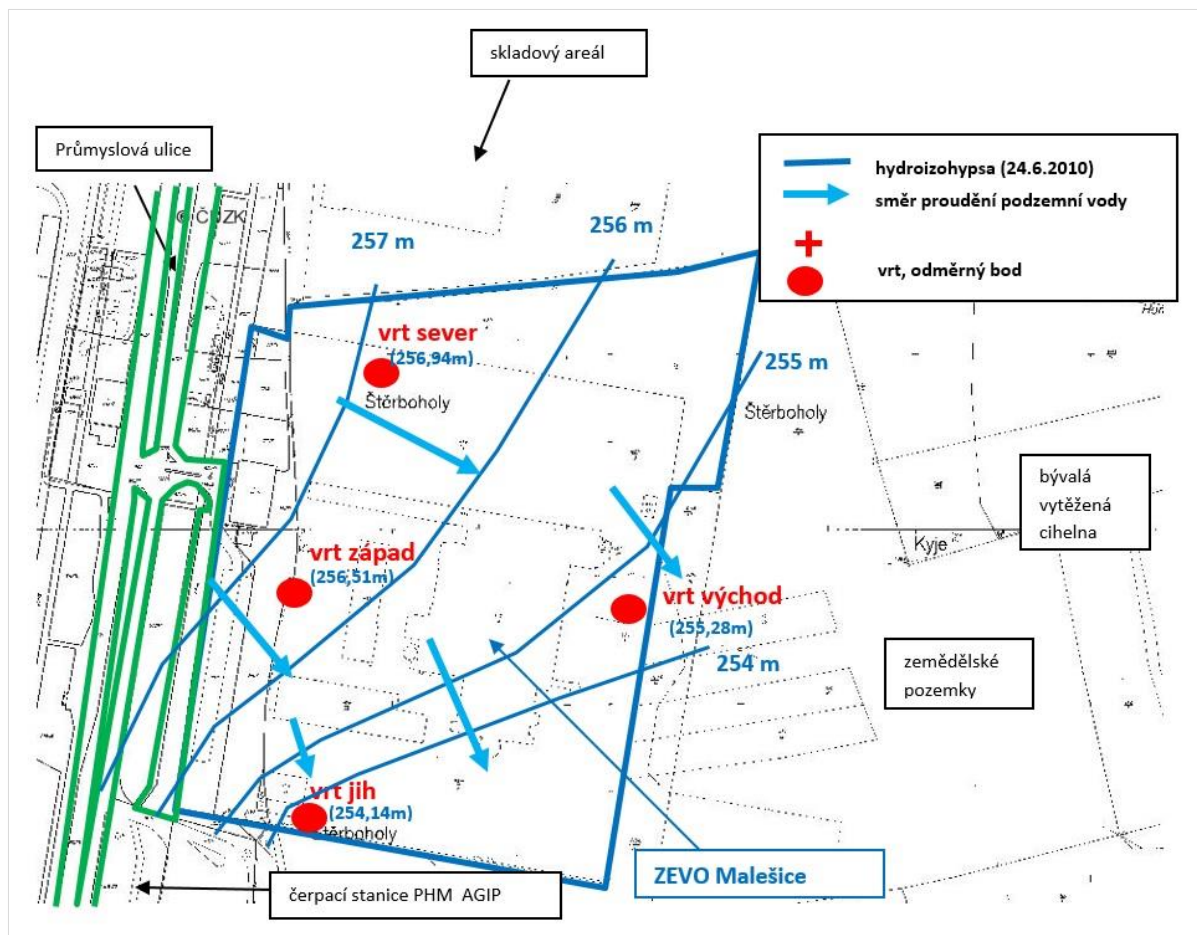 skladový areál
Průmyslová ulice
hydroizohypsa (24.6.2010)
směr proudění podzemní vody
vrt, odměrný bod
© ČÚZK
257 m
256 m
vrt sever
(256,94m)
Štěrboholy
255 m
Štěrboholy
bývalá
vytěžená
cihelna
Kyje
vrt západ
(256,51m)
vrt východ
(255,28m)
254 m
zemědělské
pozemky
vrt jih
(254,14m)
Štěrboholy
ZEVO Malešice
čerpací stanice PHM AGIP